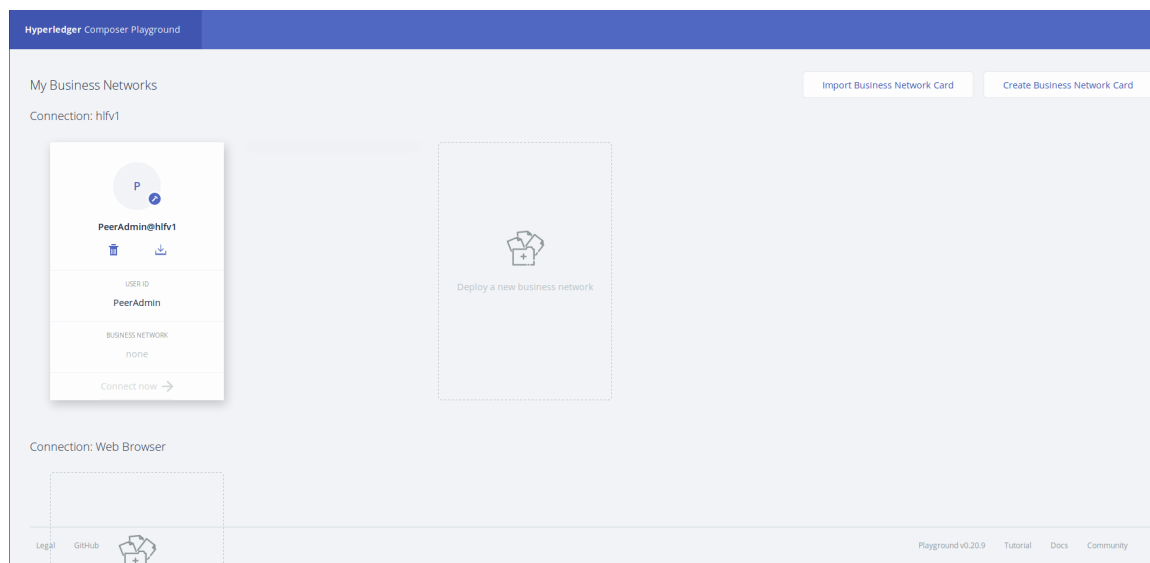 Hyperledger Composer Playground
My Business Networks
Import Business Network Card
Create Business Network Card
Connection: hlfv1
P
PeerAdmin@hlfv1
USER ID
PeerAdmin
BUSINESS NETWORK
none
Connect now
Deploy a new business network
Connection: Web Browser
Legal
GitHub
Playground v0.20.9
Tutorial
Docs
Community